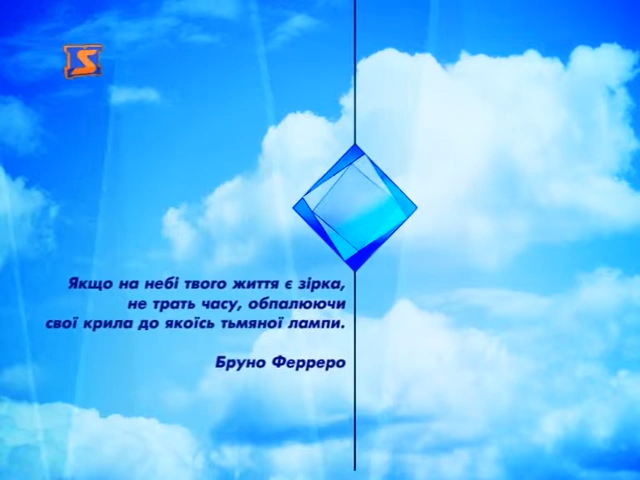 Якщо на небі твого життя є зірка,
не трать часу, обпалюючи
свої крила до якоїсь тьмяної лампи.
Бруно Ферреро